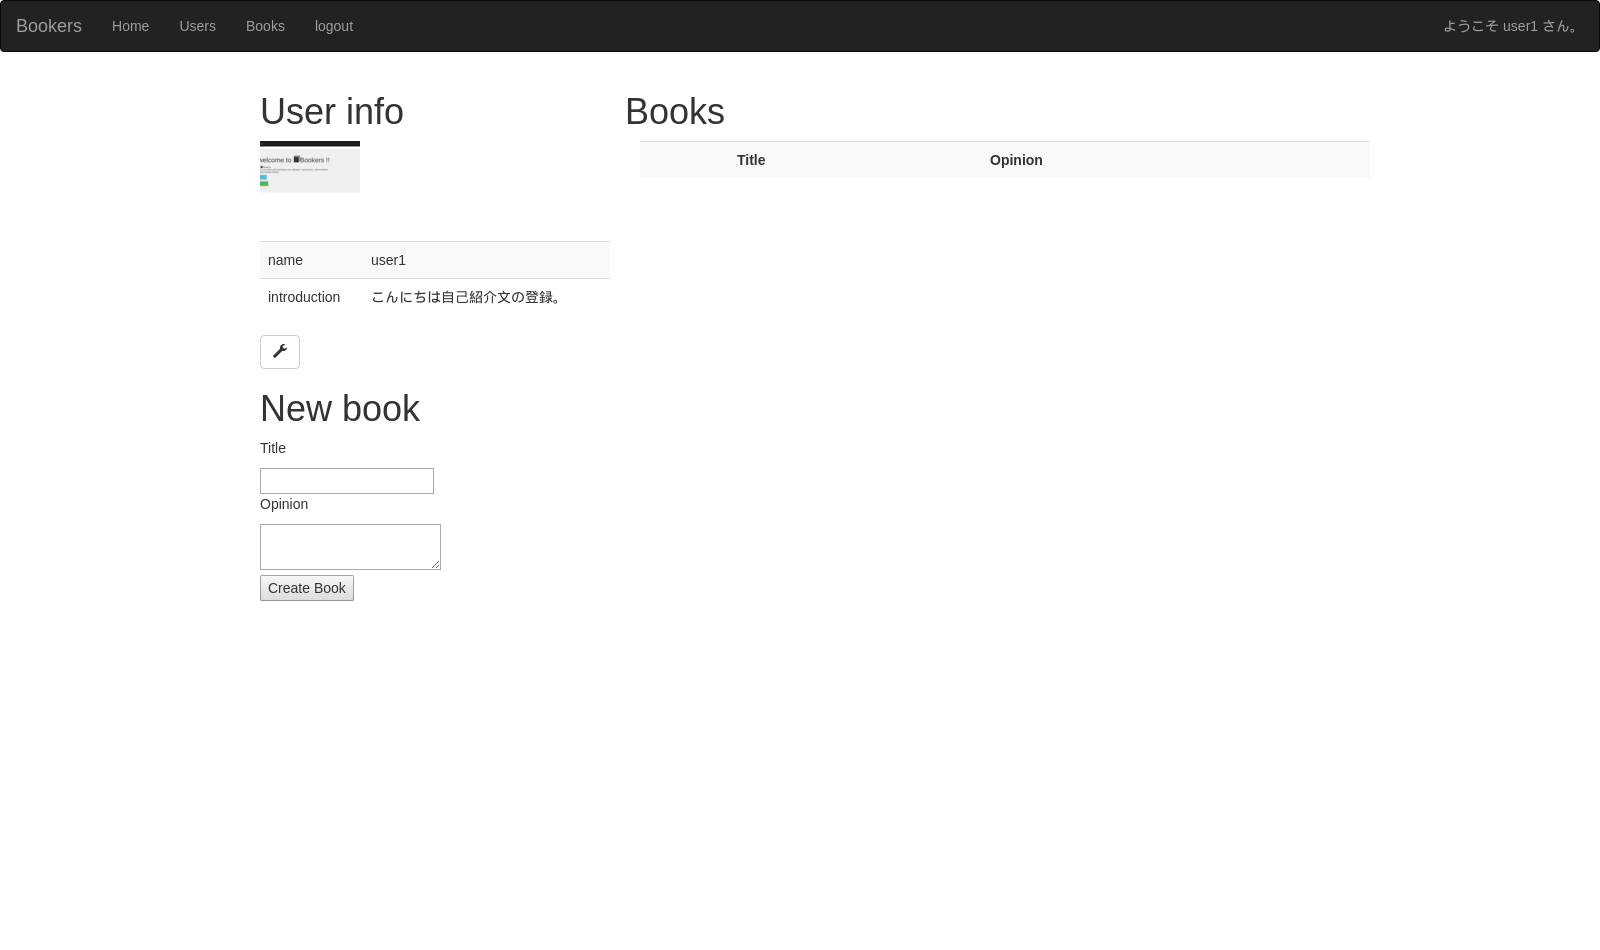 Bookers Home Users Books logout ようこそ user1 さん。
User info
welcome to Bookers !!
name user1
introduction こんにちは自己紹介文の登録。
New book
Title
Opinion
Create Book
Books
Title Opinion